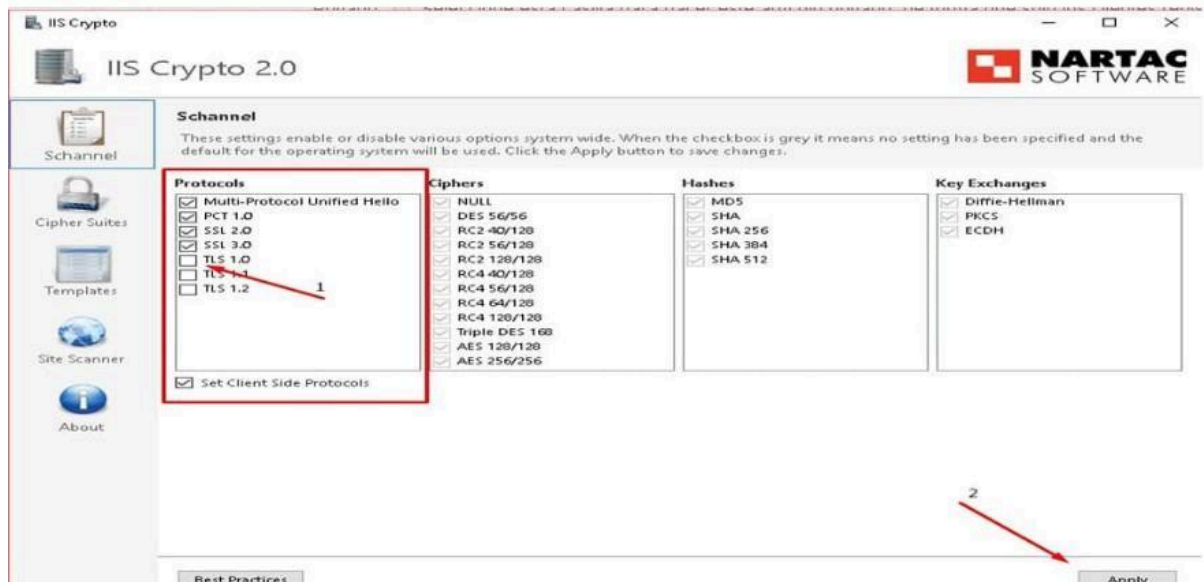 IIS Crypto
IIS Crypto 2.0
NARTAC
SOFTWARE
Schannel
Cipher Suites
Templates
Site Scanner
About
Schannel
These settings enable or disable various options system wide. When the checkbox is grey it means no setting has been specified and the
default for the operating system will be used. Click the Apply button to save changes.
Protocols
Multi-Protocol Unified Hello
PCT 1.0
SSL 2.0
SSL 3.0
TLS 1.0
TLS 1.1
TLS 1.2
1
Set Client Side Protocols
Ciphers
NULL
DES 56/56
RC2 40/128
RC2 56/128
RC2 128/128
RC4 40/128
RC4 56/128
RC4 64/128
RC4 128/128
Triple DES 168
AES 128/128
AES 256/256
Hashes
MD5
SHA
SHA 256
SHA 384
SHA 512
Key Exchanges
Diffie-Hellman
PKCS
ECDH
2
Best Practices
Apply